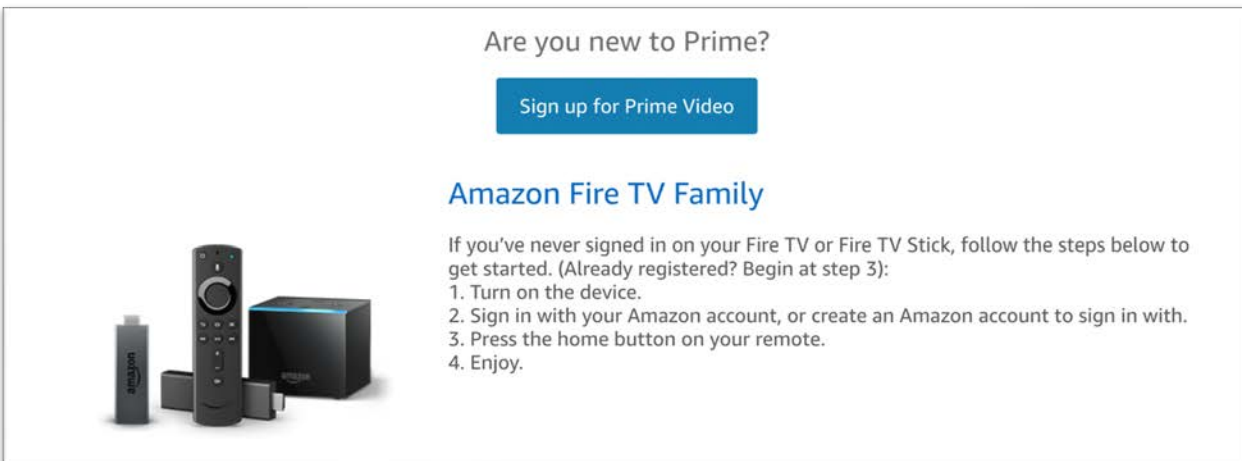 Are you new to Prime?
Sign up for Prime Video
Amazon Fire TV Family
If you’ve never signed in on your Fire TV or Fire TV Stick, follow the steps below to
get started. (Already registered? Begin at step 3):
1. Turn on the device.
2. Sign in with your Amazon account, or create an Amazon account to sign in with.
3. Press the home button on your remote.
4. Enjoy.
amazon
amazon